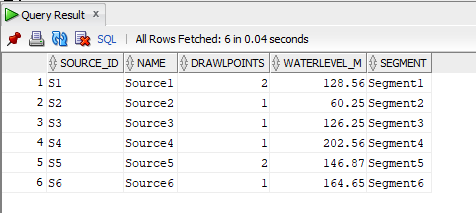 Query Result x
SQL | All Rows Fetched: 6 in 0.04 seconds
SOURCE_ID NAME DRAWLPOINTS WATERLEVEL_M SEGMENT
1 S1 Source1 2 128.56 Segment1
2 S2 Source2 1 60.25 Segment2
3 S3 Source3 1 126.25 Segment3
4 S4 Source4 1 202.56 Segment4
5 S5 Source5 2 146.87 Segment5
6 S6 Source6 1 164.65 Segment6